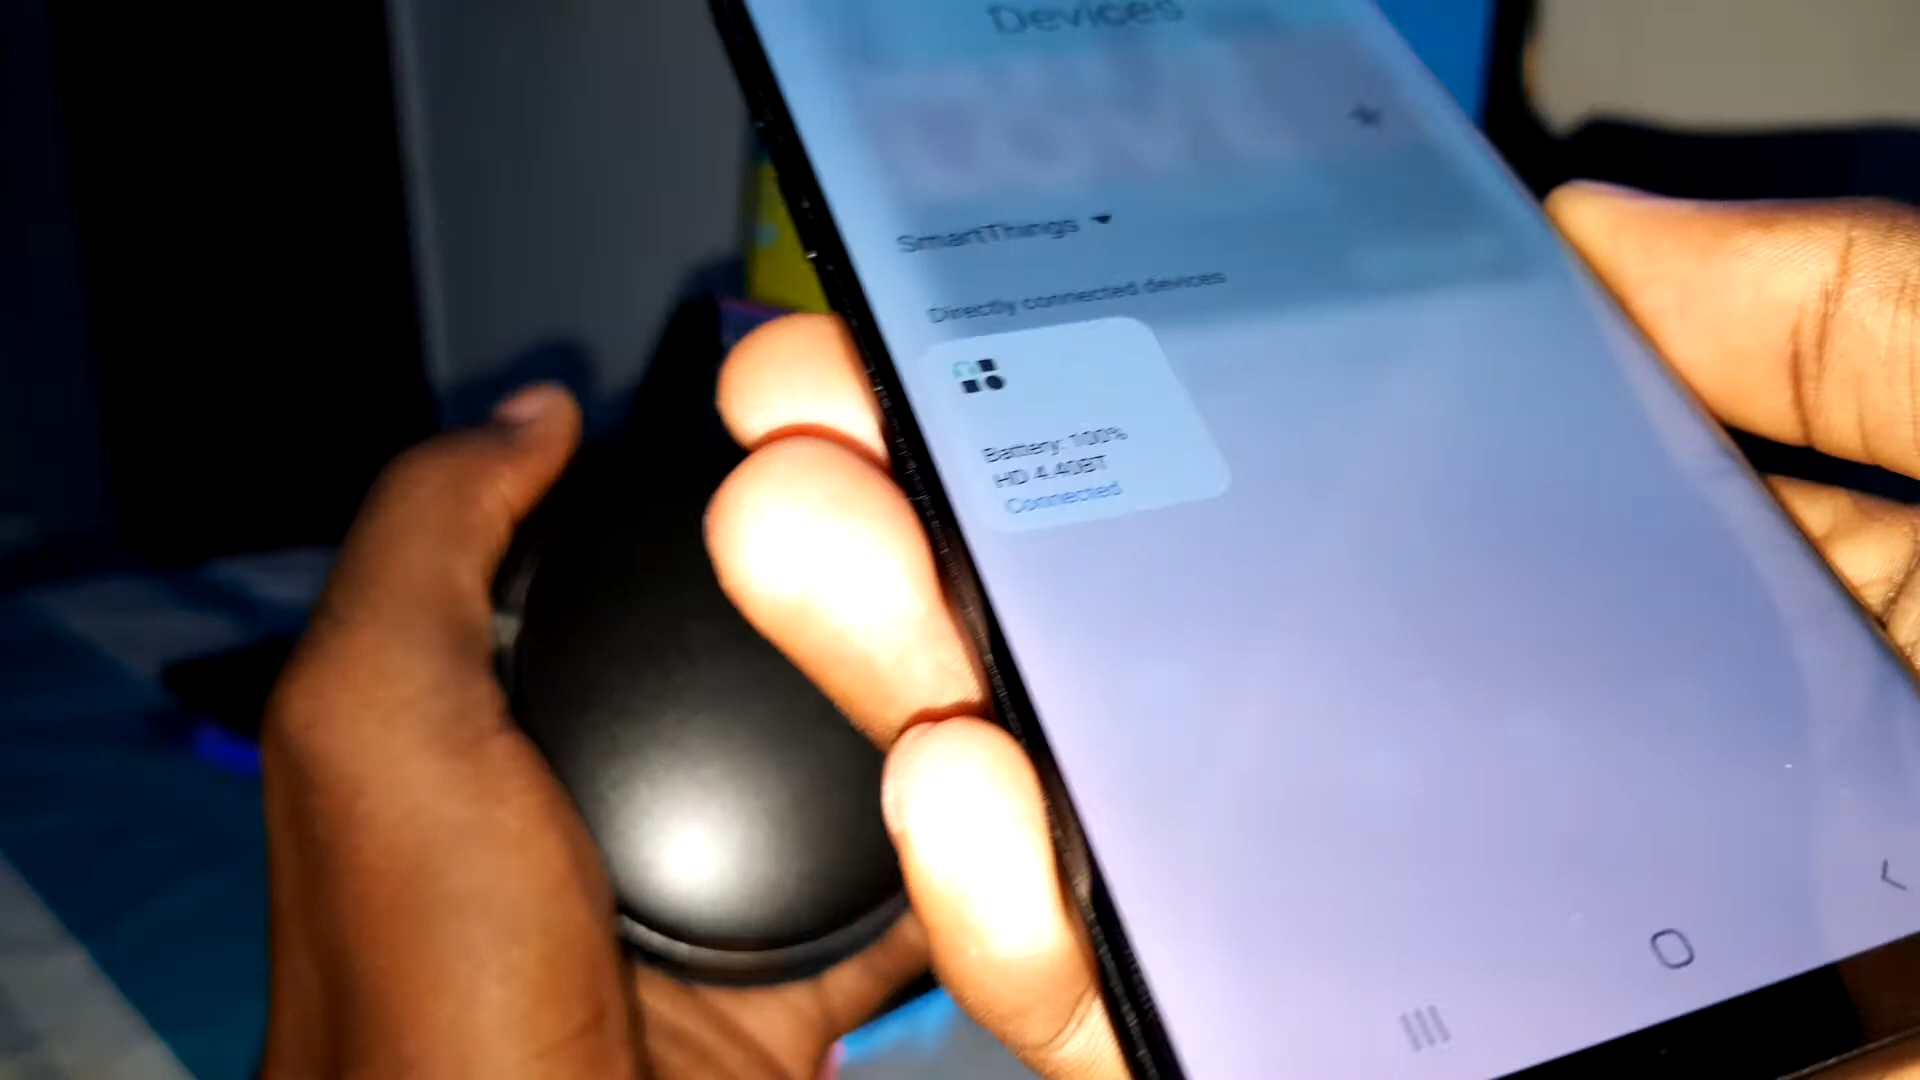 Devices
SmartThings
Directly connected devices
Battery: 100%
HD 4.40BT
Connected